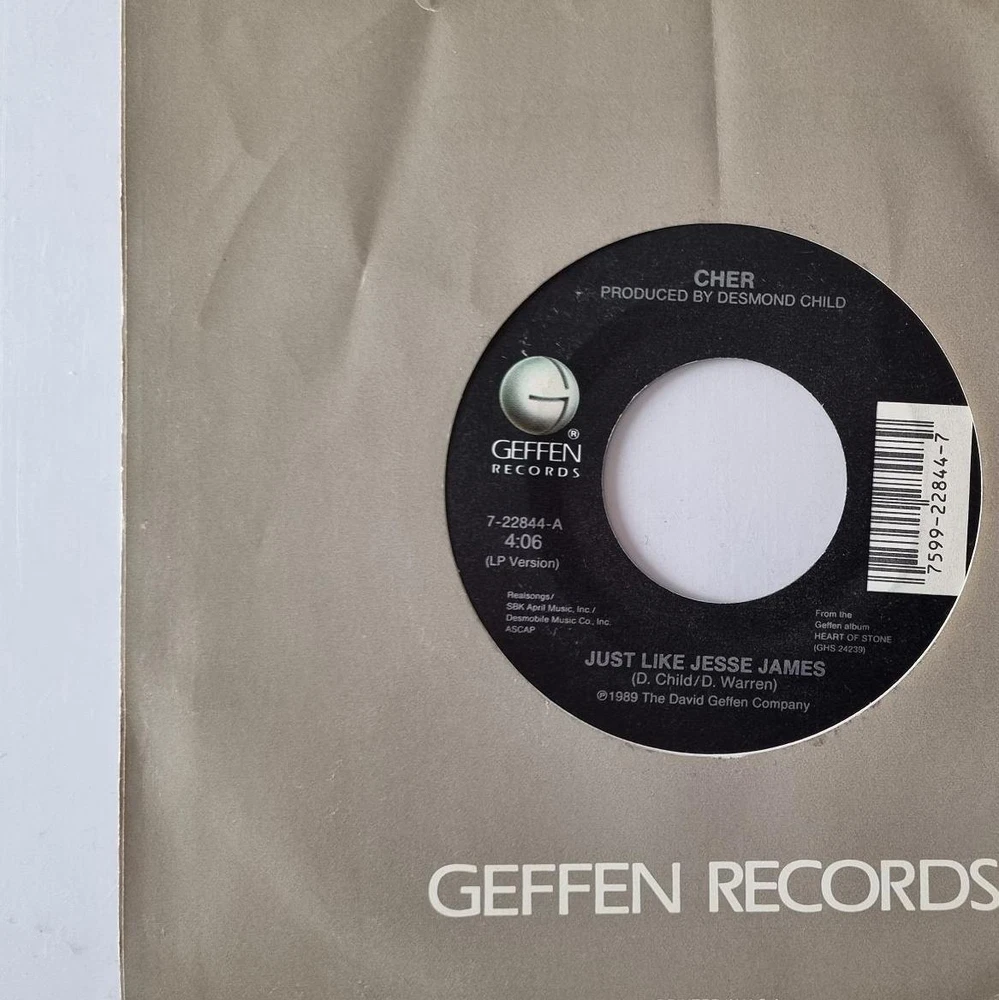 CHER
PRODUCED BY DESMOND CHILD
GEFFEN®
RECORDS
7-22844-A
4:06
(LP Version)
Realsongs/
SBK April Music, Inc./
Desmobile Music Co., Inc.
ASCAP
7599-22844-7
From the
Geffen album
HEART OF STONE
(GHS 24239)
JUST LIKE JESSE JAMES
(D. Child/D. Warren)
℗1989 The David Geffen Company
GEFFEN RECORDS